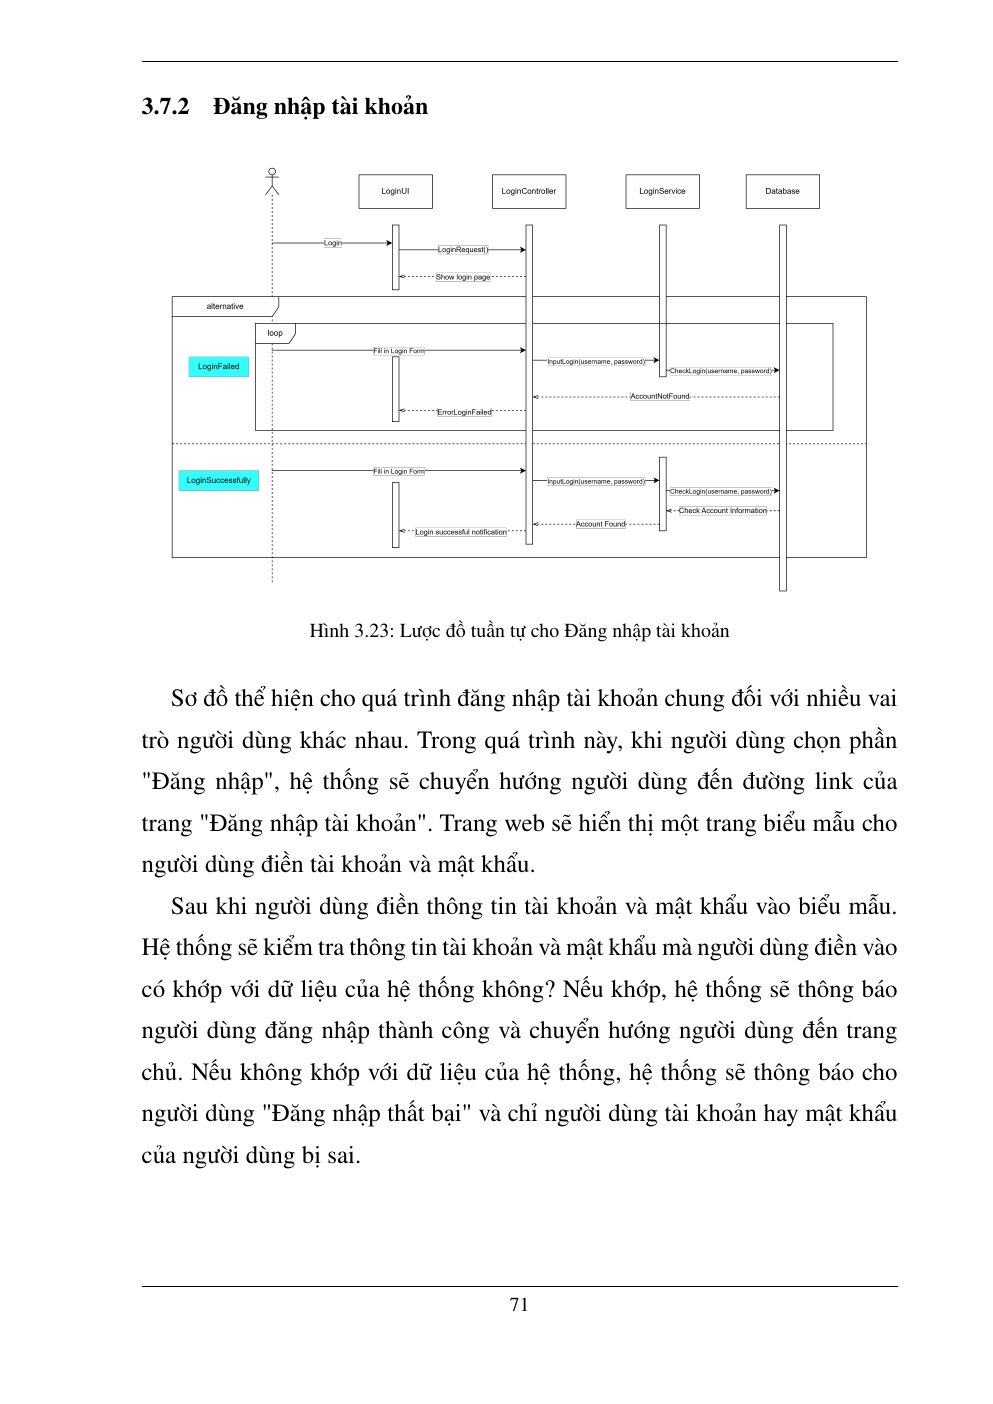 3.7.2 Đăng nhập tài khoản
LoginUI LoginController LoginService Database
Login
LoginRequest()
Show login page
alternative
loop
Fill in Login Form
LoginFailed
InputLogin(username, password)
CheckLogin(username, password)
AccountNotFound
ErrorLoginFailed
Fill in Login Form
LoginSuccessfully
InputLogin(username, password)
CheckLogin(username, password)
Check Account Information
Account Found
Login successful notification
Hình 3.23: Lược đồ tuần tự cho Đăng nhập tài khoản
Sơ đồ thể hiện cho quá trình đăng nhập tài khoản chung đối với nhiều vai
trò người dùng khác nhau. Trong quá trình này, khi người dùng chọn phần
"Đăng nhập", hệ thống sẽ chuyển hướng người dùng đến đường link của
trang "Đăng nhập tài khoản". Trang web sẽ hiển thị một trang biểu mẫu cho
người dùng điền tài khoản và mật khẩu.
Sau khi người dùng điền thông tin tài khoản và mật khẩu vào biểu mẫu.
Hệ thống sẽ kiểm tra thông tin tài khoản và mật khẩu mà người dùng điền vào
có khớp với dữ liệu của hệ thống không? Nếu khớp, hệ thống sẽ thông báo
người dùng đăng nhập thành công và chuyển hướng người dùng đến trang
chủ. Nếu không khớp với dữ liệu của hệ thống, hệ thống sẽ thông báo cho
người dùng "Đăng nhập thất bại" và chỉ người dùng tài khoản hay mật khẩu
của người dùng bị sai.
71